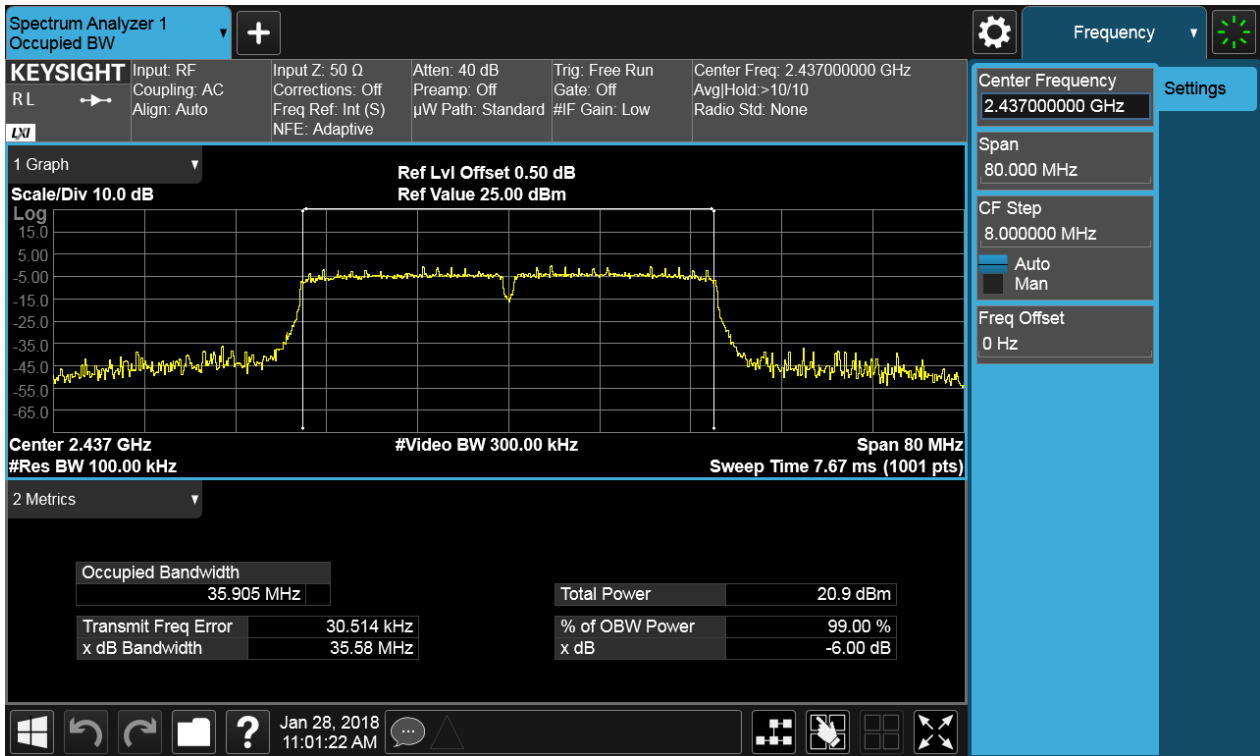 Spectrum Analyzer 1
Occupied BW
Frequency
KEYSIGHT
R L
LXI
Input: RF
Coupling: AC
Align: Auto
Input Z: 50 Ω
Corrections: Off
Freq Ref: Int (S)
NFE: Adaptive
Atten: 40 dB
Preamp: Off
µW Path: Standard
Trig: Free Run
Gate: Off
#IF Gain: Low
Center Freq: 2.437000000 GHz
Avg|Hold:>10/10
Radio Std: None
Center Frequency
2.437000000 GHz
Settings
Span
80.000 MHz
CF Step
8.000000 MHz
Auto
Man
Freq Offset
0 Hz
1 Graph
Scale/Div 10.0 dB
Ref Lvl Offset 0.50 dB
Ref Value 25.00 dBm
Log
15.0
5.00
-5.00
-15.0
-25.0
-35.0
-45.0
-55.0
-65.0
Center 2.437 GHz
#Video BW 300.00 kHz
Span 80 MHz
#Res BW 100.00 kHz
Sweep Time 7.67 ms (1001 pts)
2 Metrics
Occupied Bandwidth
35.905 MHz
Total Power 20.9 dBm
Transmit Freq Error 30.514 kHz
% of OBW Power 99.00 %
x dB Bandwidth 35.58 MHz
x dB -6.00 dB
Jan 28, 2018
11:01:22 AM